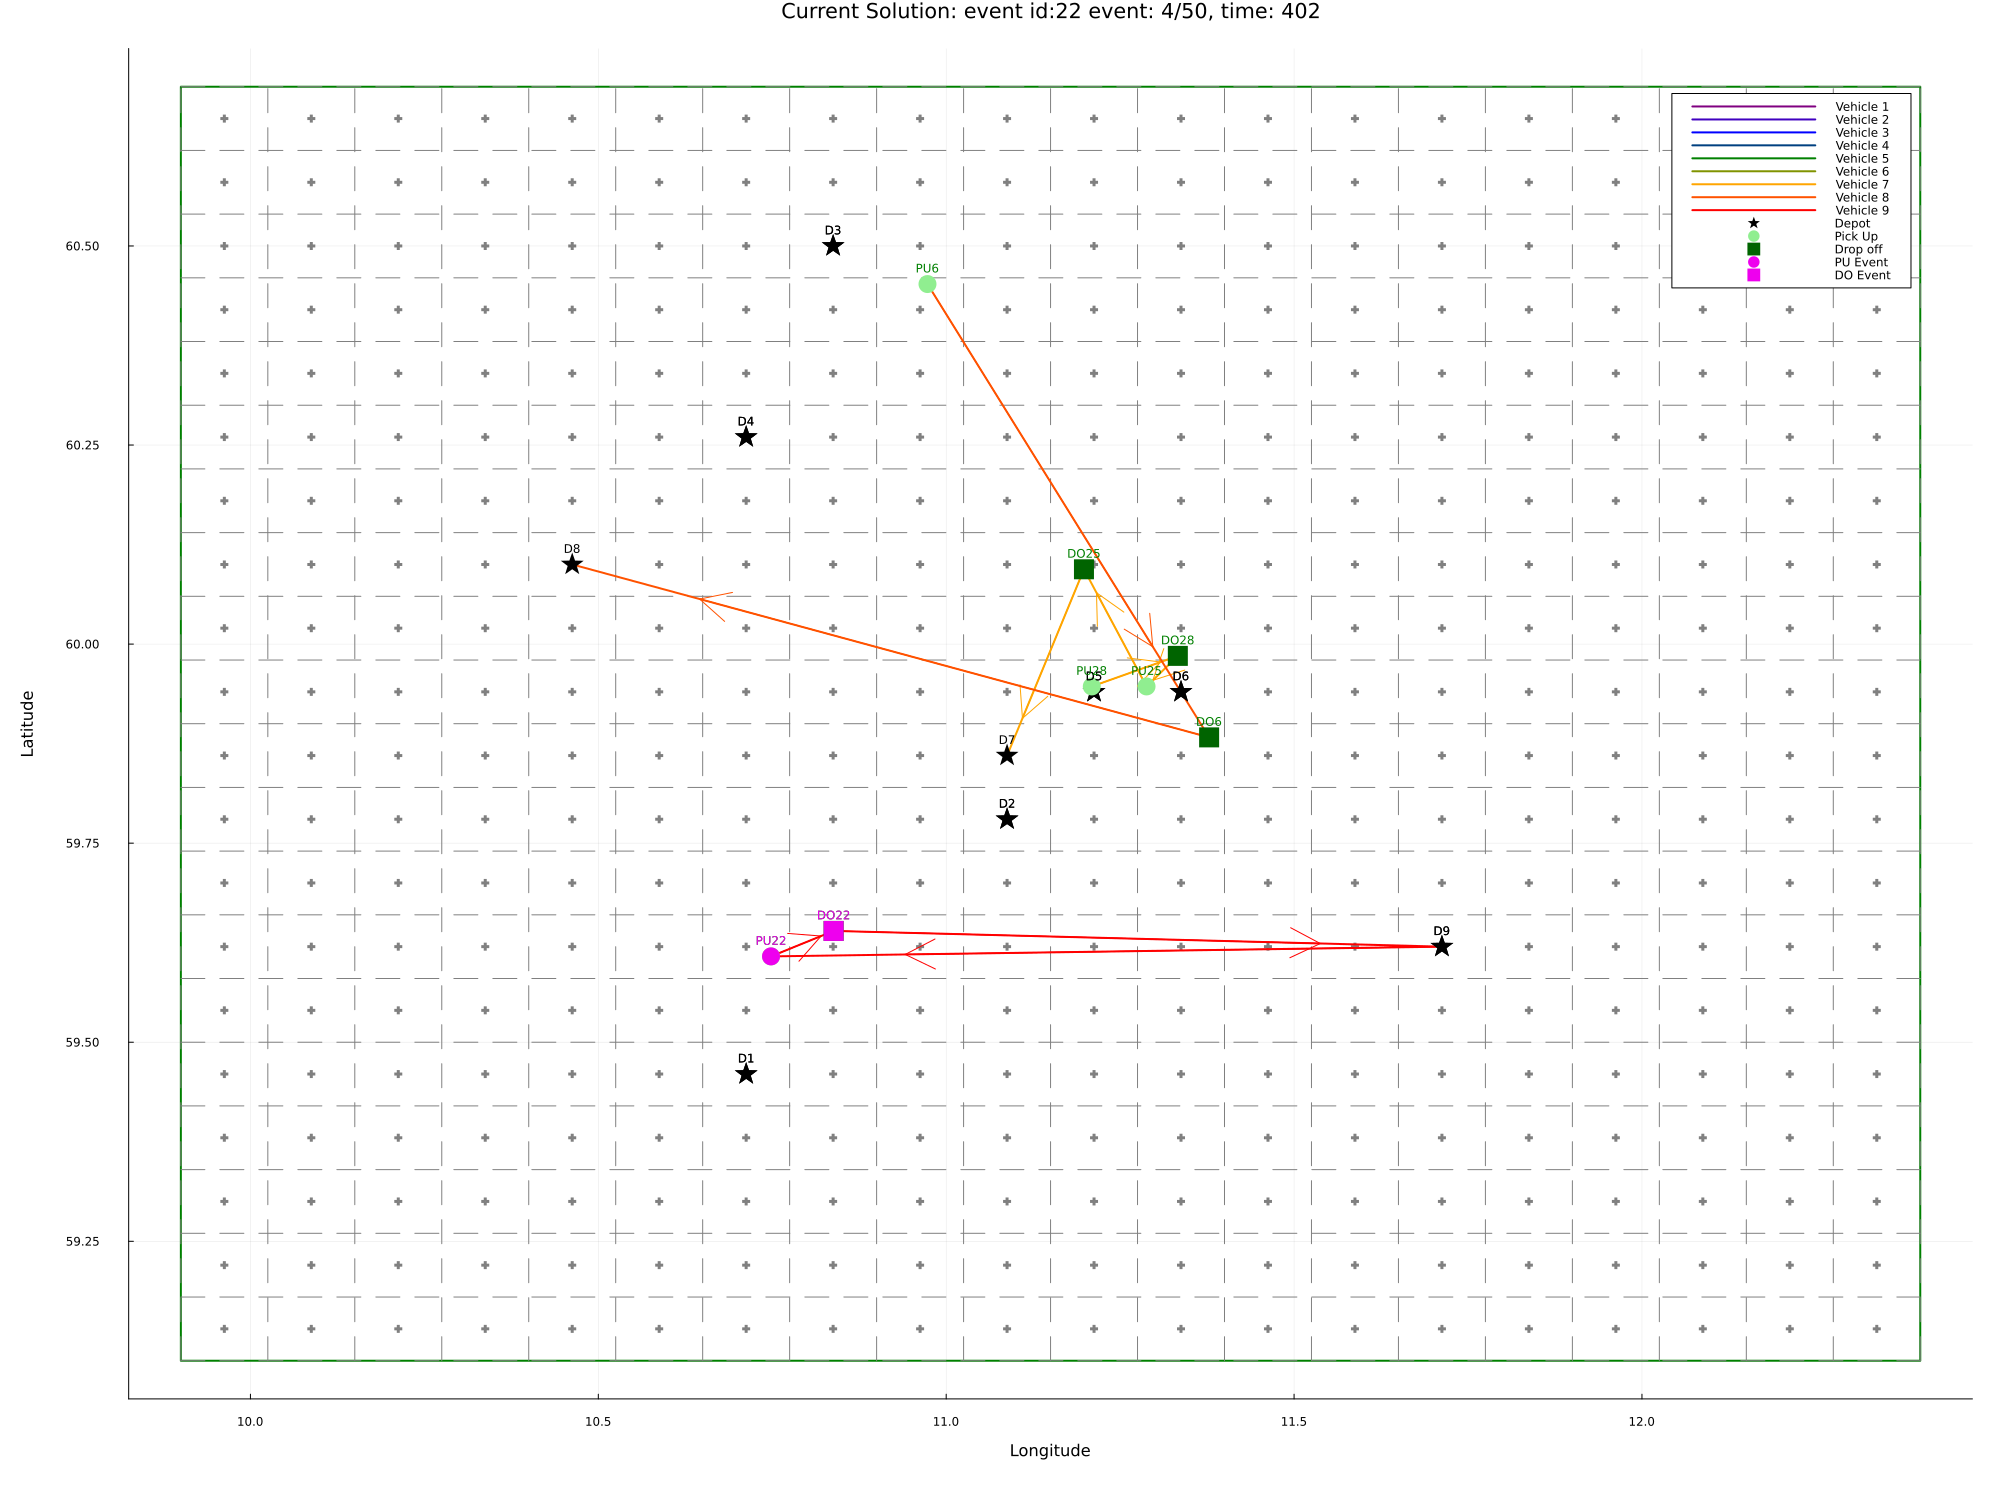 Current Solution: event id:22 event: 4/50, time: 402
Vehicle 1
Vehicle 2
Vehicle 3
Vehicle 4
Vehicle 5
Vehicle 6
Vehicle 7
Vehicle 8
Vehicle 9
Depot
Pick Up
Drop off
PU Event
DO Event
D3
60.50
PU6
D4
60.25
D8
DO25
60.00
DO28
PU28
PU25
D5
D6
DO6
D7
D2
59.75
DO22
PU22
D9
59.50
D1
59.25
Latitude
10.0
10.5
11.0
11.5
12.0
Longitude